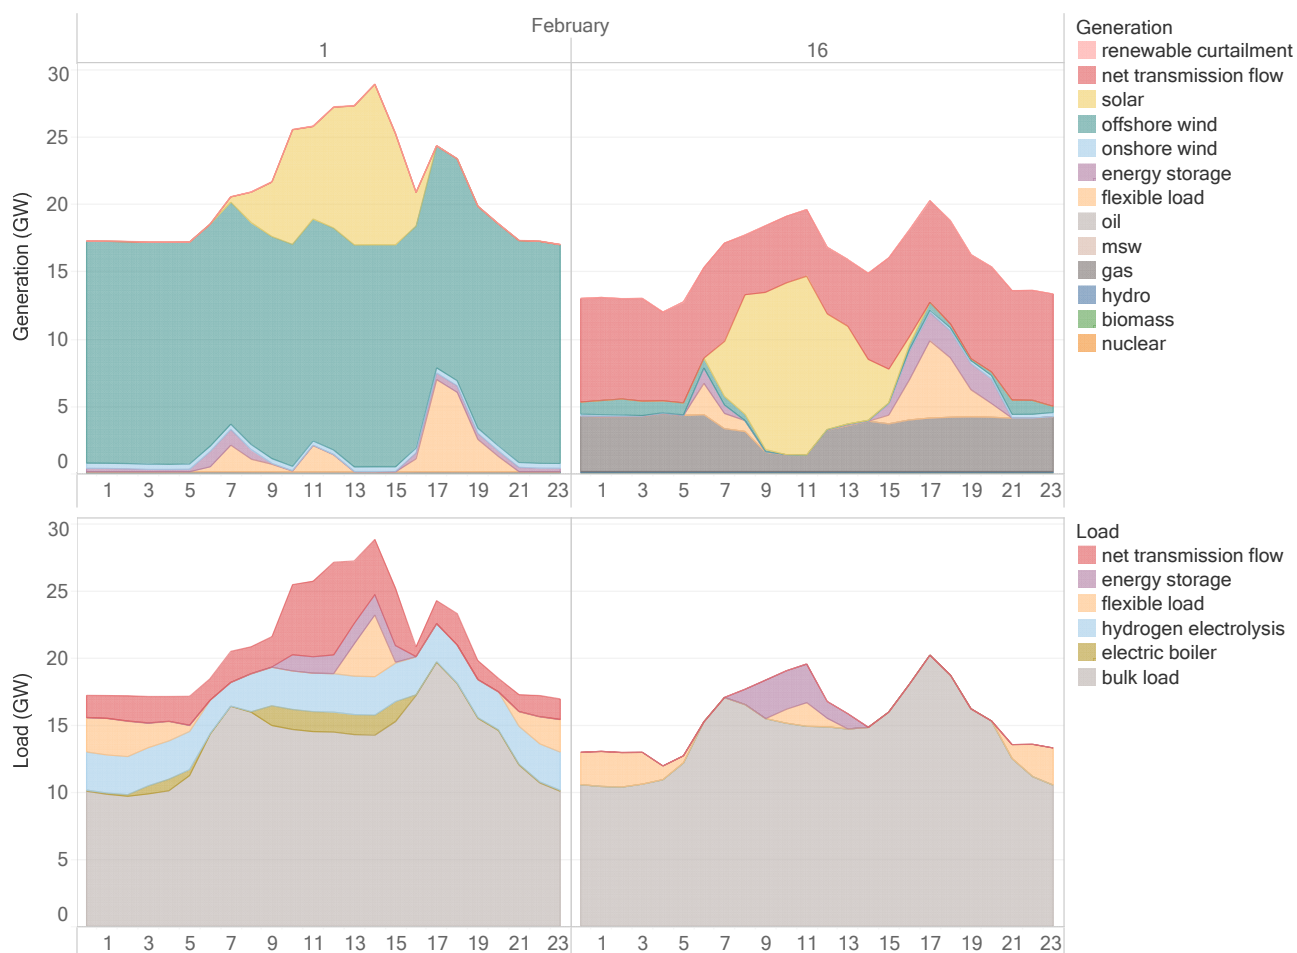 February
1
16
Generation (GW)
30
25
20
15
10
5
0
1 3 5 7 9 11 13 15 17 19 21 23
1 3 5 7 9 11 13 15 17 19 21 23
Generation
renewable curtailment
net transmission flow
solar
offshore wind
onshore wind
energy storage
flexible load
oil
msw
gas
hydro
biomass
nuclear
Load (GW)
30
25
20
15
10
5
0
1 3 5 7 9 11 13 15 17 19 21 23
1 3 5 7 9 11 13 15 17 19 21 23
Load
net transmission flow
energy storage
flexible load
hydrogen electrolysis
electric boiler
bulk load